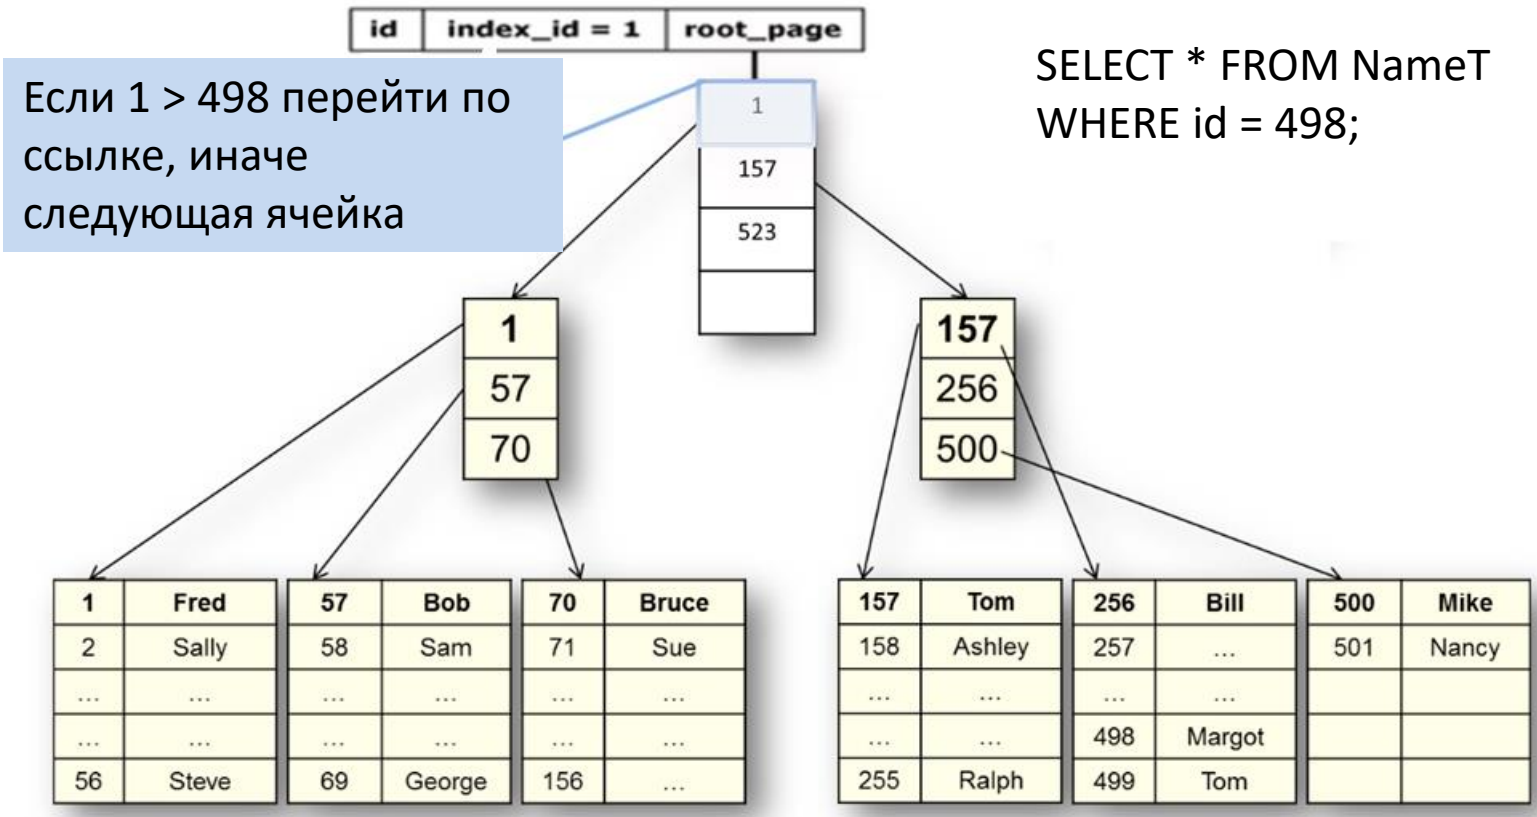 id index_id = 1 root_page
Если 1 > 498 перейти по
ссылке, иначе
следующая ячейка
SELECT * FROM NameT
WHERE id = 498;
1
157
523
1
57
70
157
256
500
1 Fred
2 Sally
... ...
... ...
56 Steve
57 Bob
58 Sam
... ...
... ...
69 George
70 Bruce
71 Sue
... ...
... ...
156 ...
157 Tom
158 Ashley
... ...
... ...
255 Ralph
256 Bill
257 ...
... ...
498 Margot
499 Tom
500 Mike
501 Nancy